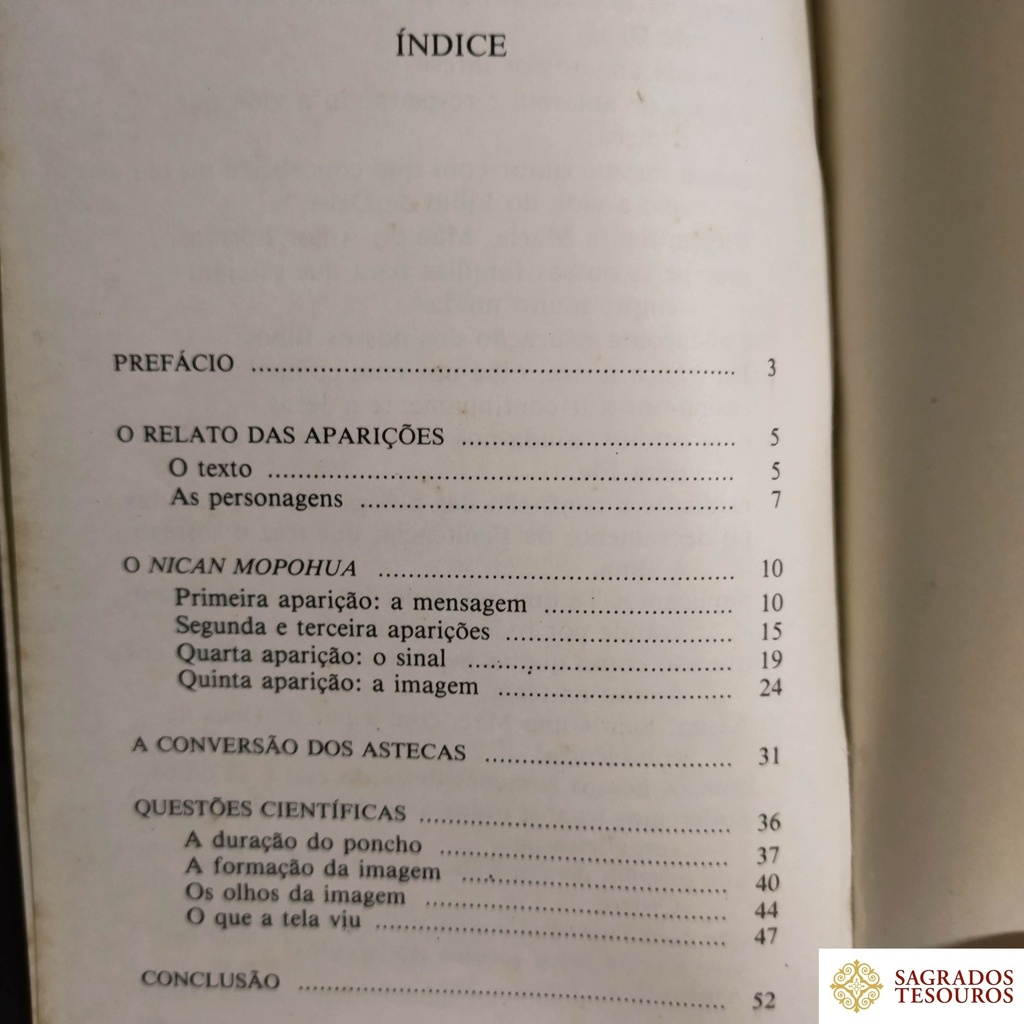 ÍNDICE
PREFÁCIO ........................ 3
O RELATO DAS APARIÇÕES ........................ 5
O texto ........................ 5
As personagens ........................ 7
O NICAN MOPOHUA ........................ 10
Primeira aparição: a mensagem ........................ 10
Segunda e terceira aparições ........................ 15
Quarta aparição: o sinal ........................ 19
Quinta aparição: a imagem ........................ 24
A CONVERSÃO DOS ASTECAS ........................ 31
QUESTÕES CIENTÍFICAS ........................ 36
A duração do poncho ........................ 37
A formação da imagem ........................ 40
Os olhos da imagem ........................ 44
O que a tela viu ........................ 47
CONCLUSÃO ........................ 52
SAGRADOS
TESOUROS